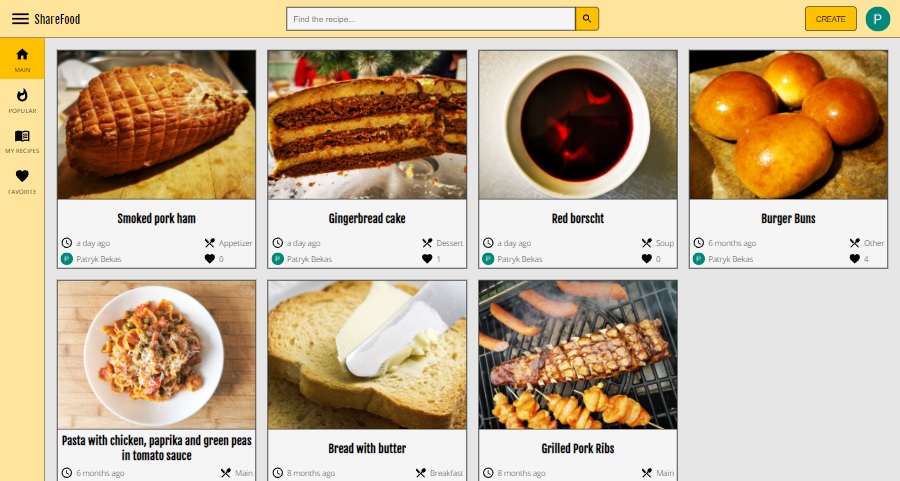 ShareFood
Find the recipe...
CREATE
P
MAIN
POPULAR
MY RECIPES
FAVORITE
Smoked pork ham
a day ago
Appetizer
P Patryk Bekas
0
Gingerbread cake
a day ago
Dessert
P Patryk Bekas
1
Red borscht
a day ago
Soup
P Patryk Bekas
0
Burger Buns
6 months ago
Other
P Patryk Bekas
4
Pasta with chicken, paprika and green peas
in tomato sauce
6 months ago
Main
Bread with butter
8 months ago
Breakfast
Grilled Pork Ribs
8 months ago
Main